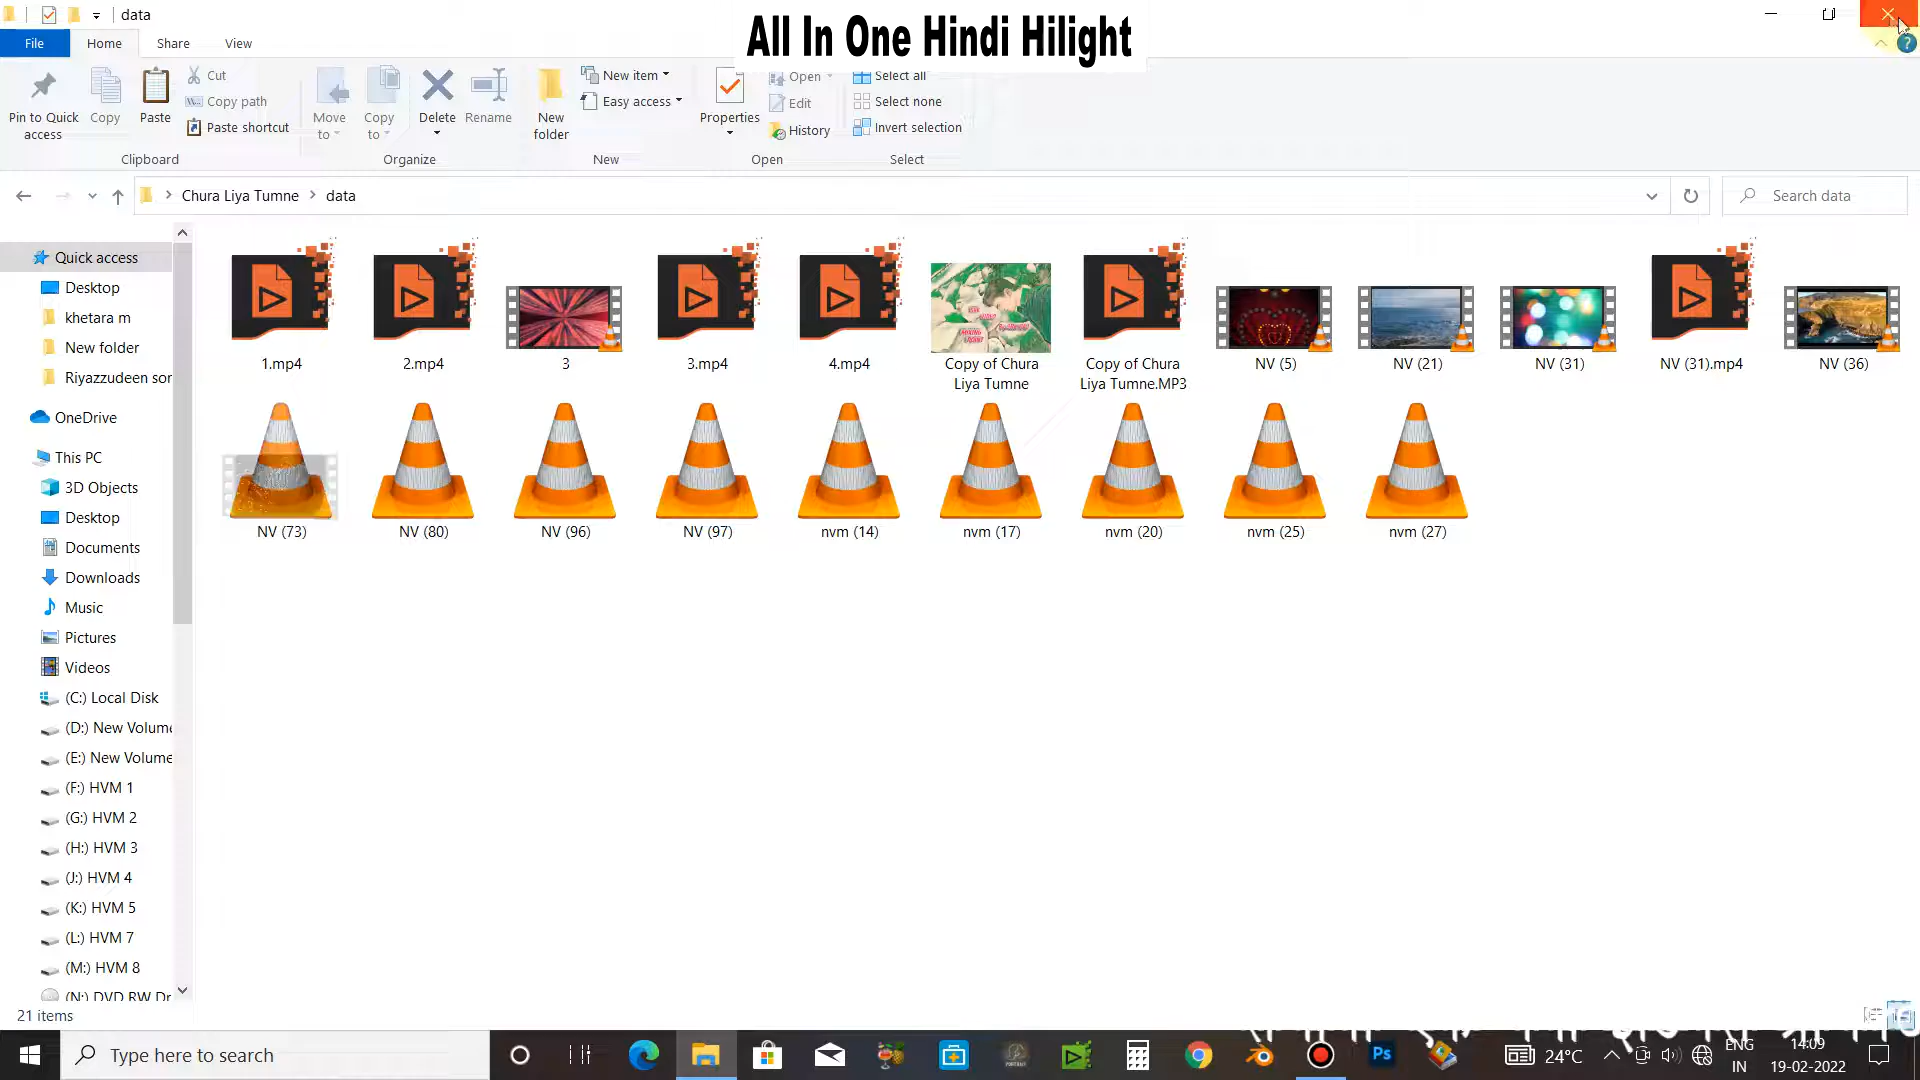 data
All In One Hindi Hilight
File Home Share View
Pin to Quick access
Copy
Paste
Cut
Copy path
Paste shortcut
Clipboard
Move to
Copy to
Delete
Rename
Organize
New folder
New item
Easy access
New
Properties
Open
Edit
History
Open
Select all
Select none
Invert selection
Select
Chura Liya Tumne > data
Search data
Quick access
Desktop
khetara m
New folder
Riyazzudeen sor
OneDrive
This PC
3D Objects
Desktop
Documents
Downloads
Music
Pictures
Videos
(C:) Local Disk
(D:) New Volume
(E:) New Volume
(F:) HVM 1
(G:) HVM 2
(H:) HVM 3
(J:) HVM 4
(K:) HVM 5
(L:) HVM 7
(M:) HVM 8
(N:) DVD RW Dr
1.mp4
2.mp4
3
3.mp4
4.mp4
Copy of Chura
Liya Tumne
Copy of Chura
Liya Tumne.MP3
NV (5)
NV (21)
NV (31)
NV (31).mp4
NV (36)
NV (73)
NV (80)
NV (96)
NV (97)
nvm (14)
nvm (17)
nvm (20)
nvm (25)
nvm (27)
21 items
Type here to search
Ps
24°C
ENG
IN
14:09
19-02-2022